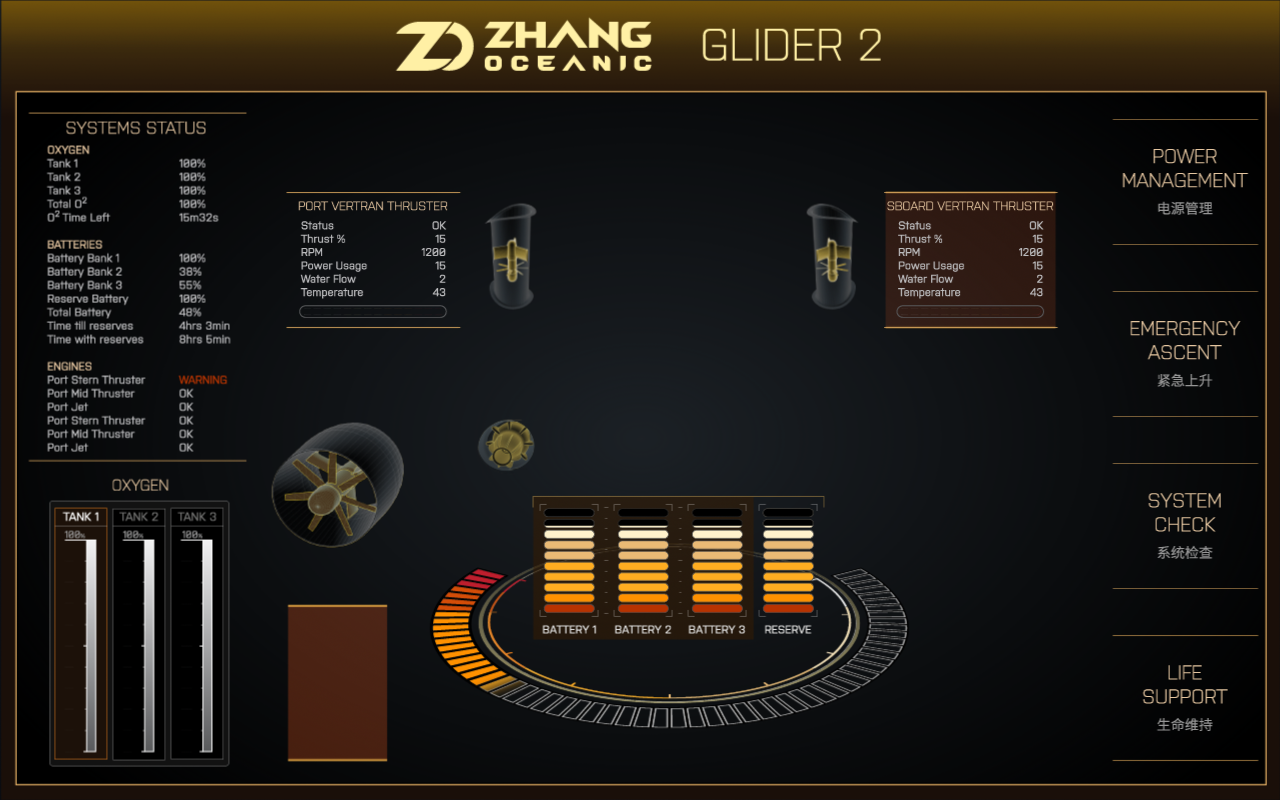 ZHANG
OCEANIC
GLIDER 2
SYSTEMS STATUS
OXYGEN
Tank 1 100%
Tank 2 100%
Tank 3 100%
Total O² 100%
O² Time Left 15m32s
BATTERIES
Battery Bank 1 100%
Battery Bank 2 38%
Battery Bank 3 55%
Reserve Battery 100%
Total Battery 48%
Time till reserves 4hrs 3min
Time with reserves 8hrs 5min
ENGINES
Port Stern Thruster WARNING
Port Mid Thruster OK
Port Jet OK
Port Stern Thruster OK
Port Mid Thruster OK
Port Jet OK
OXYGEN
TANK 1 TANK 2 TANK 3
100% 100% 100%
PORT VERTRAN THRUSTER
Status OK
Thrust % 15
RPM 1200
Power Usage 15
Water Flow 2
Temperature 43
SBOARD VERTRAN THRUSTER
Status OK
Thrust % 15
RPM 1200
Power Usage 15
Water Flow 2
Temperature 43
BATTERY 1 BATTERY 2 BATTERY 3 RESERVE
POWER
MANAGEMENT
电源管理
EMERGENCY
ASCENT
紧急上升
SYSTEM
CHECK
系统检查
LIFE
SUPPORT
生命维持